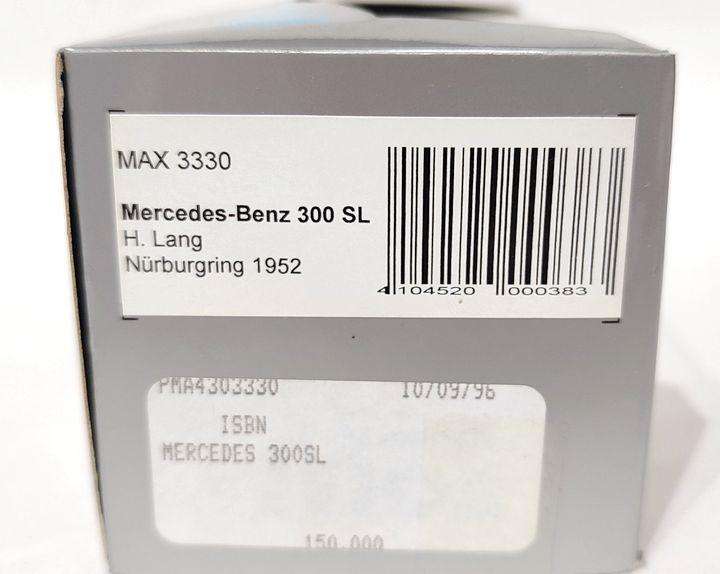 MAX 3330
Mercedes-Benz 300 SL
H. Lang
Nürburgring 1952
4 104520 000383
PMA4303330 10/09/96
ISBN
MERCEDES 300SL
150.000